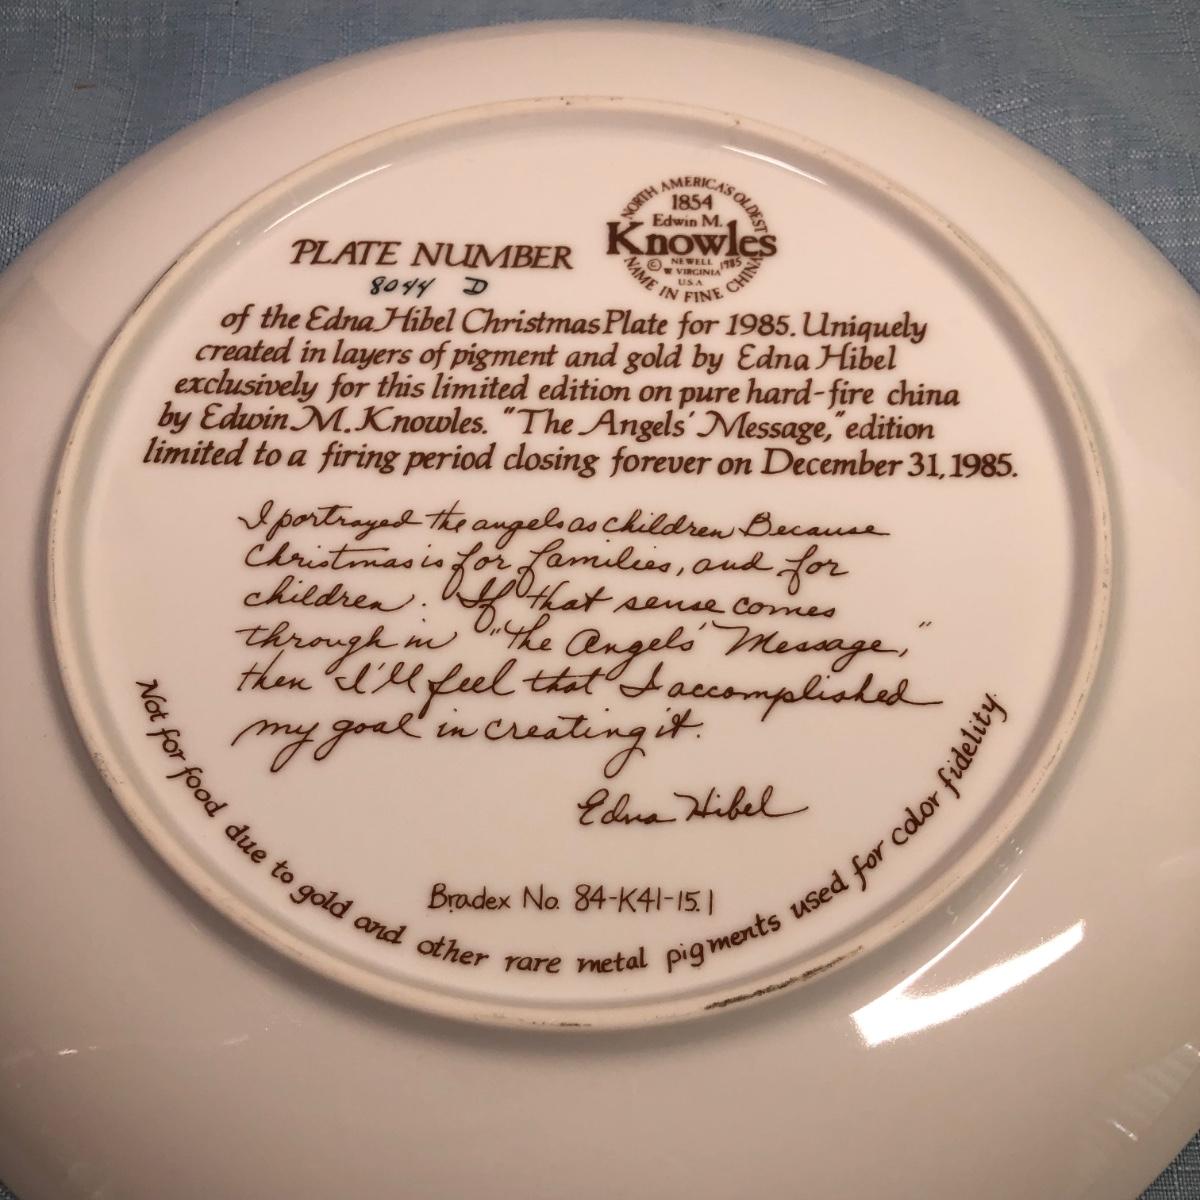 NORTH AMERICA'S OLDEST
1854
Edwin M.
Knowles
© NEWELL 1985
W VIRGINIA
U.S.A
NAME IN FINE CHINA
PLATE NUMBER
8044 D
of the Edna Hibel Christmas Plate for 1985. Uniquely
created in layers of pigment and gold by Edna Hibel
exclusively for this limited edition on pure hard-fire china
by Edwin M. Knowles. "The Angels' Message," edition
limited to a firing period closing forever on December 31, 1985.
I portrayed the angels as children Because
Christmas is for families, and for
children. If that sense comes
through in "The Angels' Message,"
then I'll feel that I accomplished
my goal in creating it.
Edna Hibel
Bradex No. 84-K41-15.1
Not for food due to gold and other rare metal pigments used for color fidelity